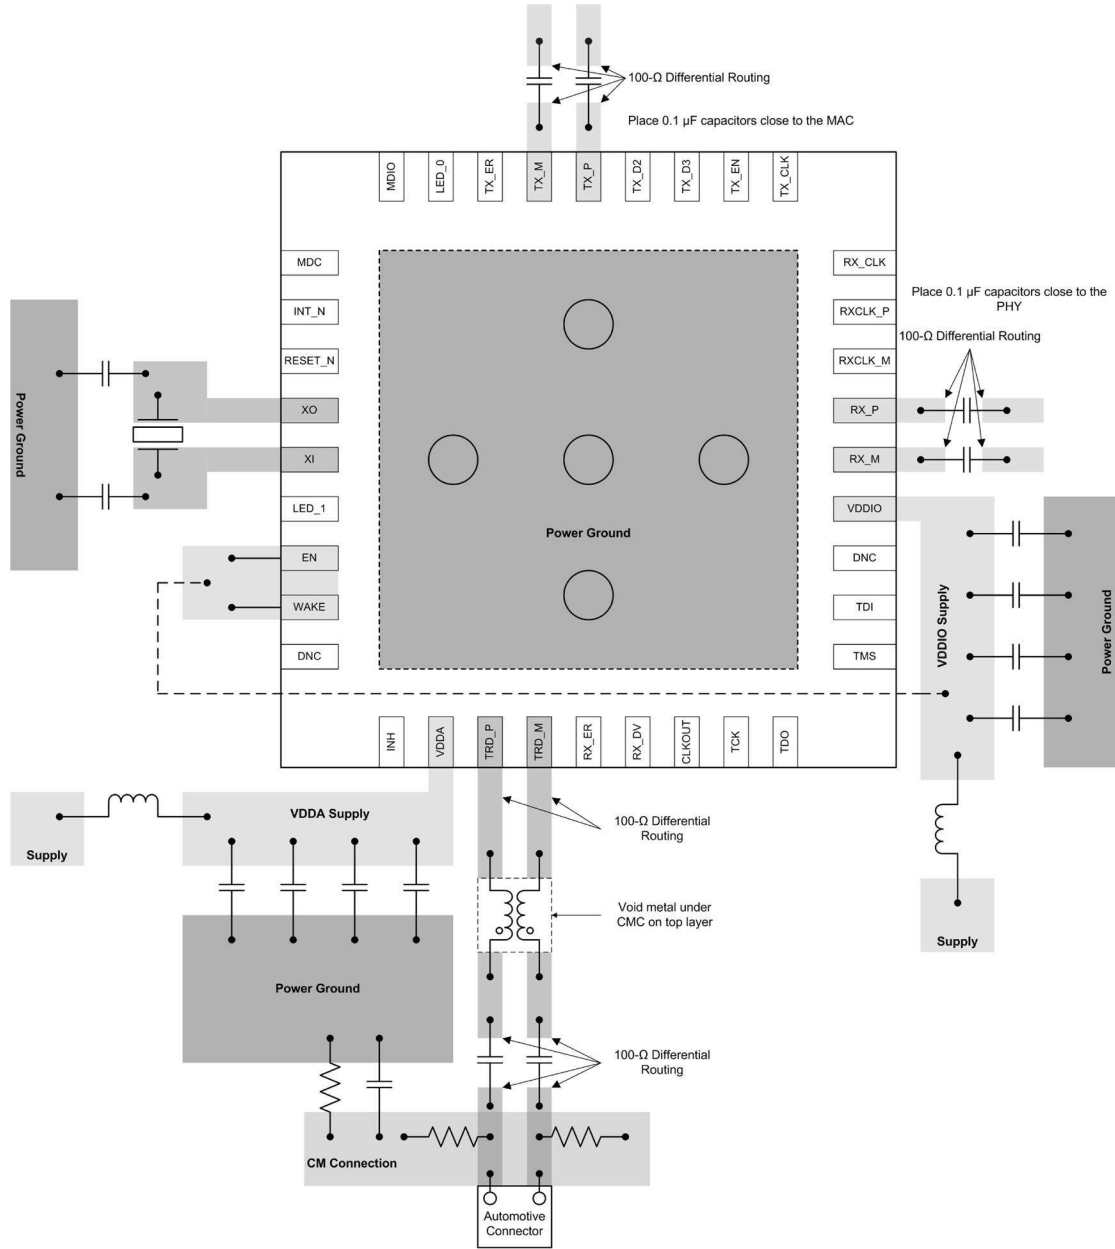 100-Ω Differential Routing
Place 0.1 µF capacitors close to the MAC
MDIO
LED_0
TX_ER
TX_M
TX_P
TX_D2
TX_D3
TX_EN
TX_CLK
MDC
INT_N
RESET_N
XO
XI
LED_1
EN
WAKE
DNC
RX_CLK
RXCLK_P
RXCLK_M
RX_P
RX_M
VDDIO
DNC
TDI
TMS
Place 0.1 µF capacitors close to the
PHY
100-Ω Differential Routing
Power Ground
Power Ground
VDDIO Supply
Power Ground
INH
VDDA
TRD_P
TRD_M
RX_ER
RX_DV
CLKOUT
TCK
TDO
VDDA Supply
Supply
100-Ω Differential
Routing
Void metal under
CMC on top layer
Supply
Power Ground
100-Ω Differential
Routing
CM Connection
Automotive
Connector